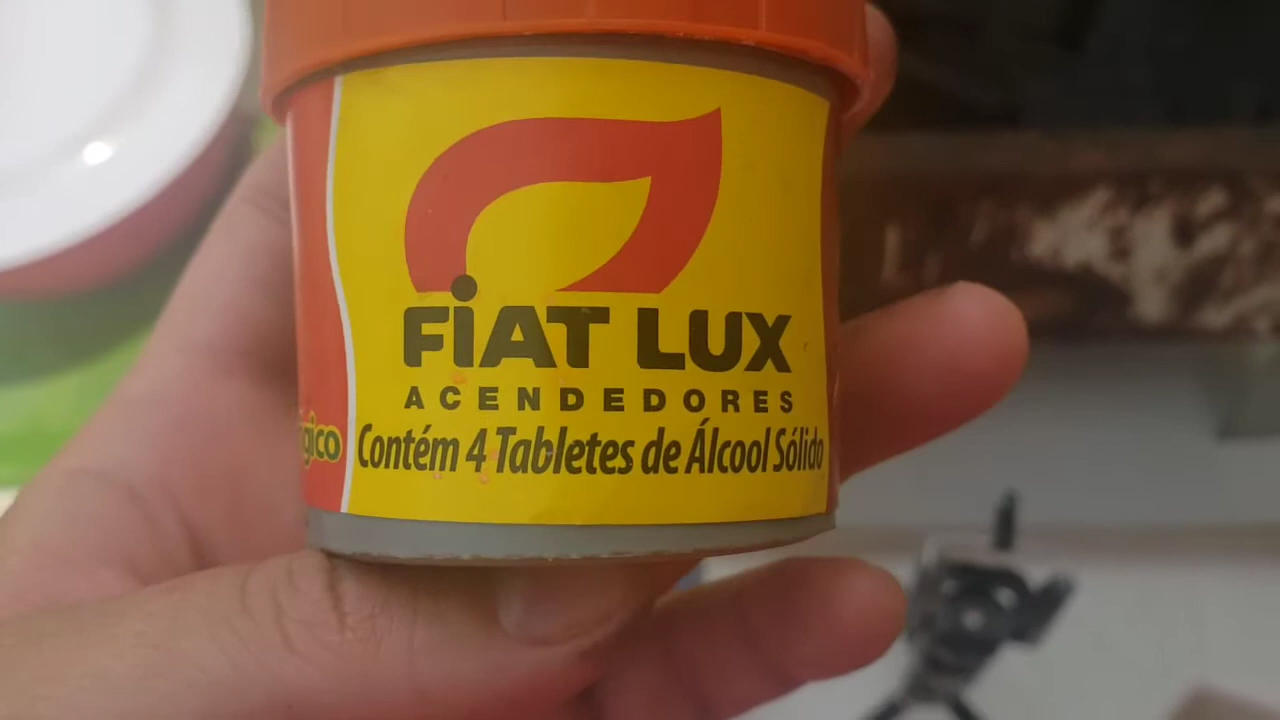 FiAT LUX
ACENDEDORES
Contém 4 Tabletes de Álcool Sólido